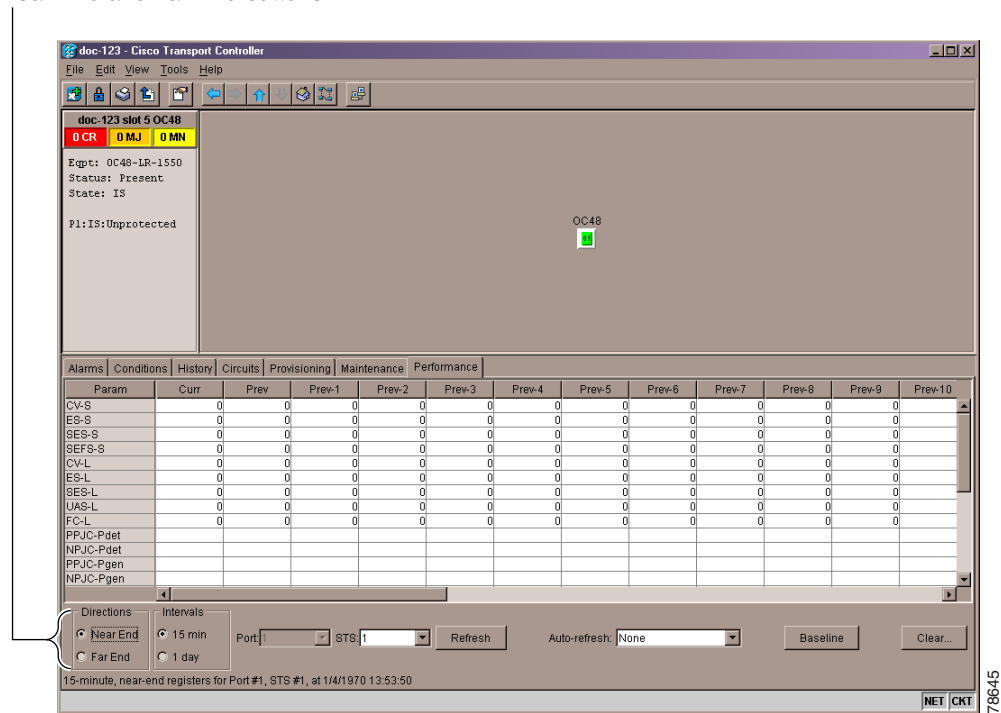 doc-123 - Cisco Transport Controller
File Edit View Tools Help
doc-123 slot 5 OC48
0 CR 0 MJ 0 MN
Eqpt: OC48-LR-1550
Status: Present
State: IS
P1:IS:Unprotected
OC48
01
Alarms Conditions History Circuits Provisioning Maintenance Performance
Param Curr Prev Prev-1 Prev-2 Prev-3 Prev-4 Prev-5 Prev-6 Prev-7 Prev-8 Prev-9 Prev-10
CV-S 0 0 0 0 0 0 0 0 0 0 0
ES-S 0 0 0 0 0 0 0 0 0 0 0
SES-S 0 0 0 0 0 0 0 0 0 0 0
SEFS-S 0 0 0 0 0 0 0 0 0 0 0
CV-L 0 0 0 0 0 0 0 0 0 0 0
ES-L 0 0 0 0 0 0 0 0 0 0 0
SES-L 0 0 0 0 0 0 0 0 0 0 0
UAS-L 0 0 0 0 0 0 0 0 0 0 0
FC-L 0 0 0 0 0 0 0 0 0 0 0
PPJC-Pdet
NPJC-Pdet
PPJC-Pgen
NPJC-Pgen
Directions Intervals
Near End 15 min Port: 1 STS: 1 Refresh Auto-refresh: None Baseline Clear...
Far End 1 day
15-minute, near-end registers for Port #1, STS #1, at 1/4/1970 13:53:50
NET CKT
78645